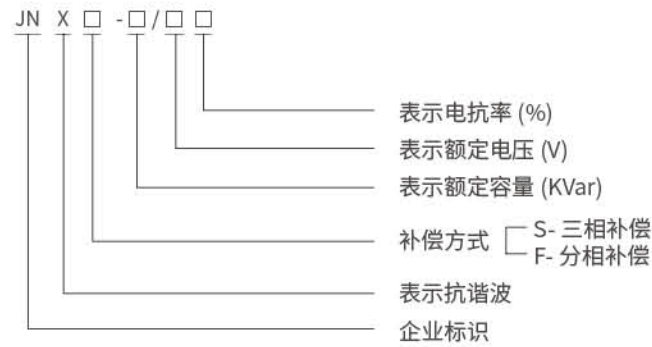 JN X □ - □ / □ □
表示电抗率 (%)
表示额定电压 (V)
表示额定容量 (KVar)
补偿方式
S- 三相补偿
F- 分相补偿
表示抗谐波
企业标识